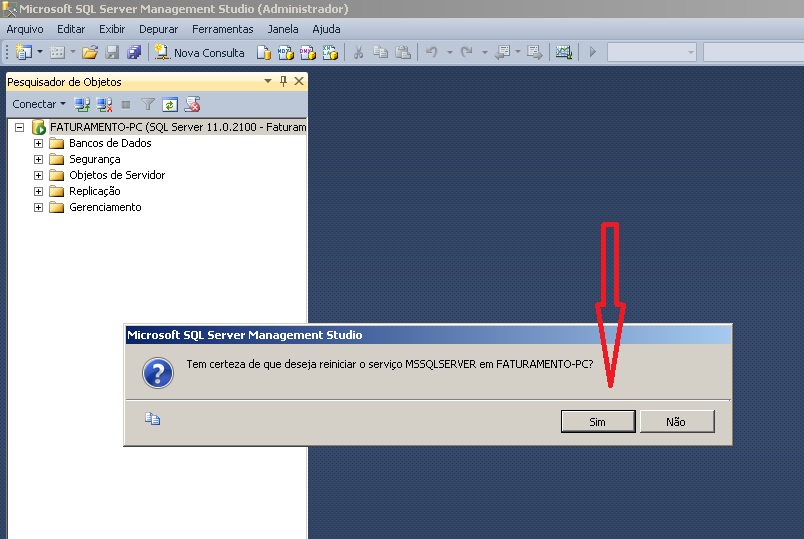 Microsoft SQL Server Management Studio (Administrador)
Arquivo Editar Exibir Depurar Ferramentas Janela Ajuda
Nova Consulta
Pesquisador de Objetos
Conectar
FATURAMENTO-PC (SQL Server 11.0.2100 - Faturam
Bancos de Dados
Segurança
Objetos de Servidor
Replicação
Gerenciamento
Microsoft SQL Server Management Studio
Tem certeza de que deseja reiniciar o serviço MSSQLSERVER em FATURAMENTO-PC?
Sim Não